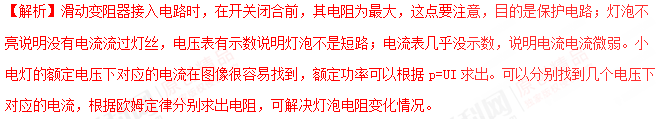 【解析】滑动变阻器接入电路时，在开关闭合前，其电阻为最大，这点要注意，目的是保护电路；灯泡不
亮说明没有电流流过灯丝，电压表有示数说明灯泡不是短路；电流表几乎没示数，说明电流电流微弱。小
电灯的额定电压下对应的电流在图像很容易找到，额定功率可以根据 p=UI 求出。可以分别找到几个电压下
对应的电流，根据欧姆定律分别求出电阻，可解决灯泡电阻变化情况。